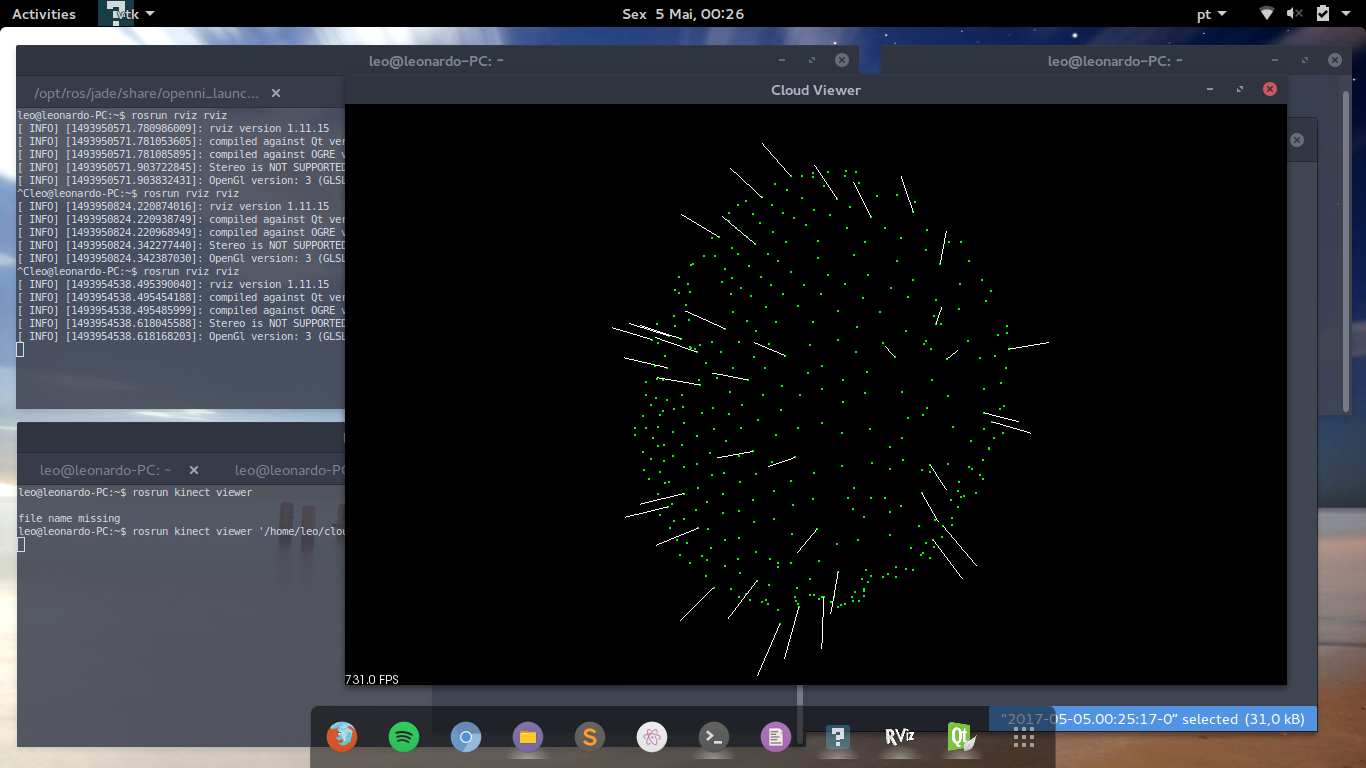 Activities
vtk
Sex 5 Mai, 00:26
pt
leo@leonardo-PC: ~
leo@leonardo-PC: ~
/opt/ros/jade/share/openni_launc...
Cloud Viewer
leo@leonardo-PC:~$ rosrun rviz rviz
[ INFO] [1493950571.780986009]: rviz version 1.11.15
[ INFO] [1493950571.781053605]: compiled against Qt ver
[ INFO] [1493950571.781085895]: compiled against OGRE v
[ INFO] [1493950571.903722845]: Stereo is NOT SUPPORTED
[ INFO] [1493950571.903832431]: OpenGl version: 3 (GLSL
^Cleo@leonardo-PC:~$ rosrun rviz rviz
[ INFO] [1493950824.220874016]: rviz version 1.11.15
[ INFO] [1493950824.220938749]: compiled against Qt ver
[ INFO] [1493950824.220968949]: compiled against OGRE v
[ INFO] [1493950824.342277440]: Stereo is NOT SUPPORTED
[ INFO] [1493950824.342387030]: OpenGl version: 3 (GLSL
^Cleo@leonardo-PC:~$ rosrun rviz rviz
[ INFO] [1493954538.495390040]: rviz version 1.11.15
[ INFO] [1493954538.495454188]: compiled against Qt ver
[ INFO] [1493954538.495485999]: compiled against OGRE v
[ INFO] [1493954538.618045588]: Stereo is NOT SUPPORTED
[ INFO] [1493954538.618168203]: OpenGl version: 3 (GLSL
leo@leonardo-PC: ~
leo@leonardo-PC
leo@leonardo-PC:~$ rosrun kinect viewer
file name missing
leo@leonardo-PC:~$ rosrun kinect viewer '/home/leo/clou
731.0 FPS
"2017-05-05.00:25:17-0" selected (31,0 kB)
S
RViz
Qt